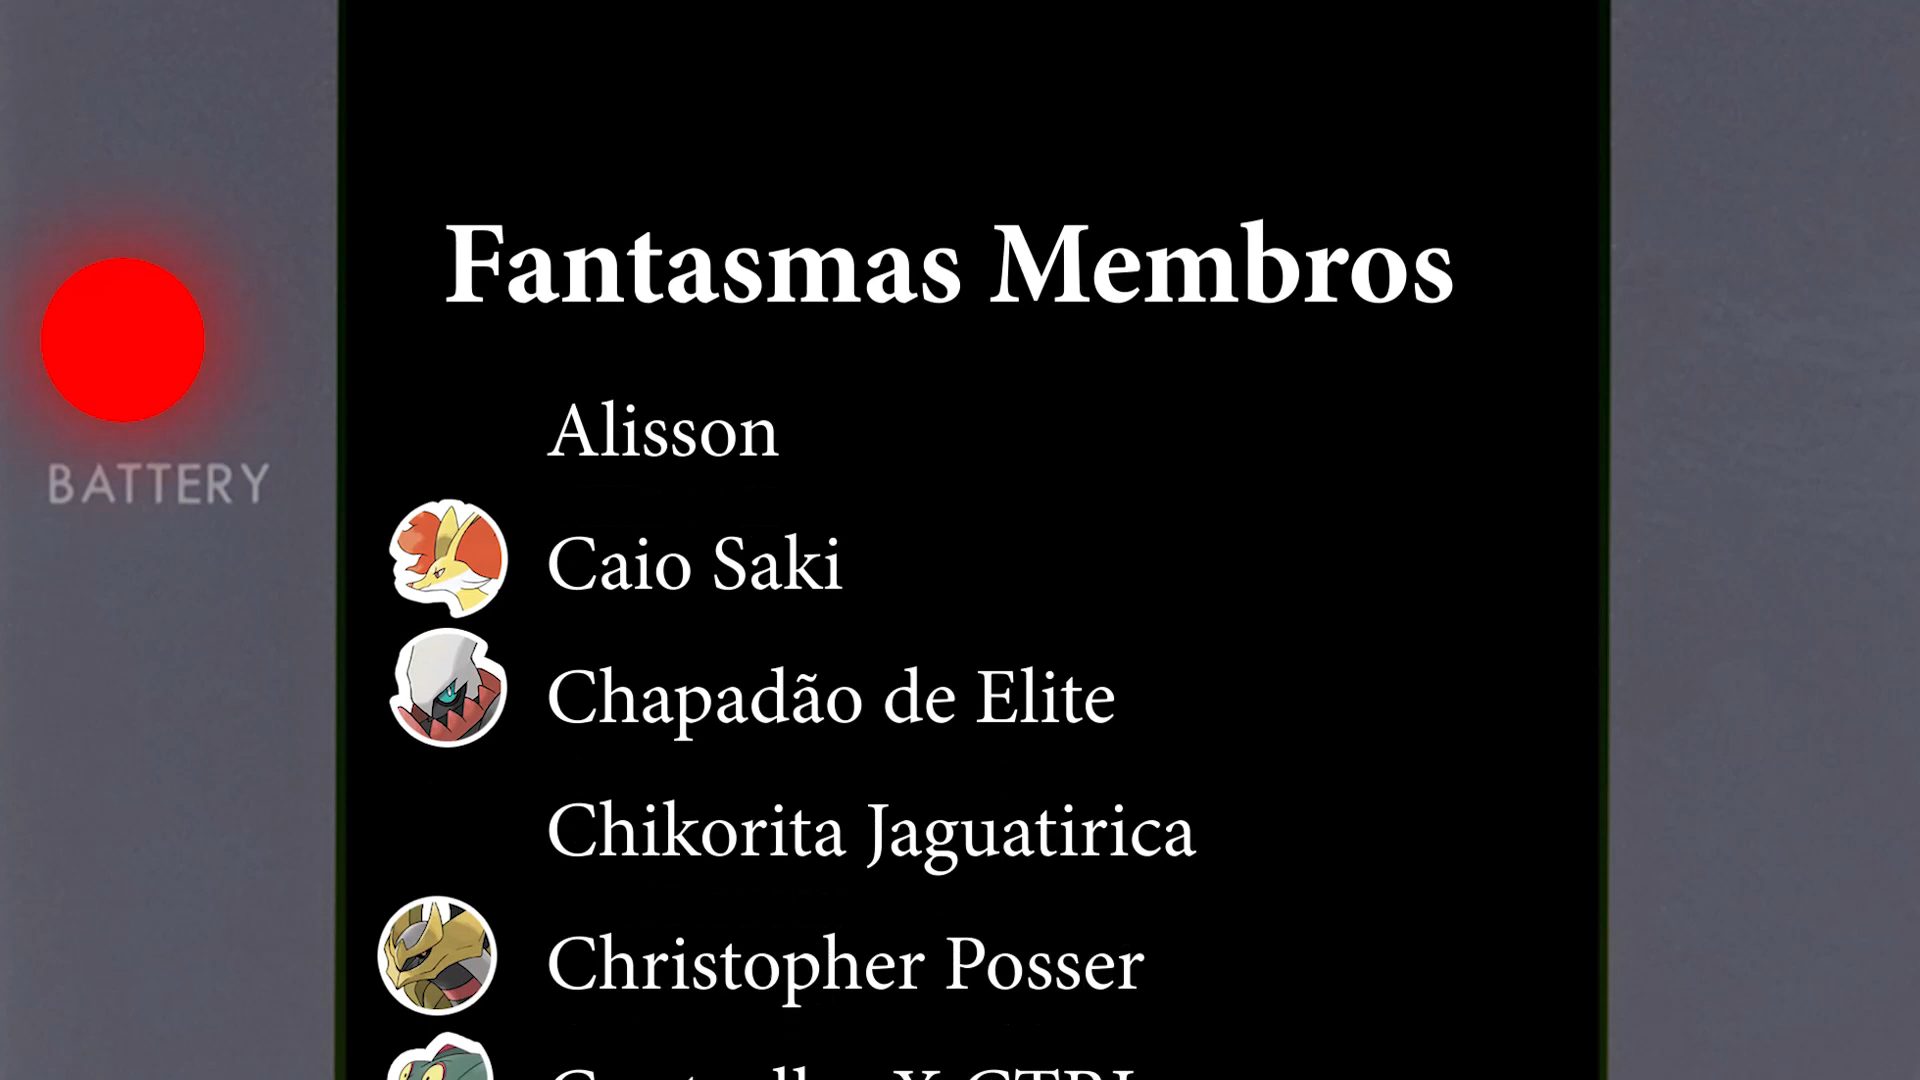 Fantasmas Membros
Alisson
BATTERY
Caio Saki
Chapadão de Elite
Chikorita Jaguatirica
Christopher Posser